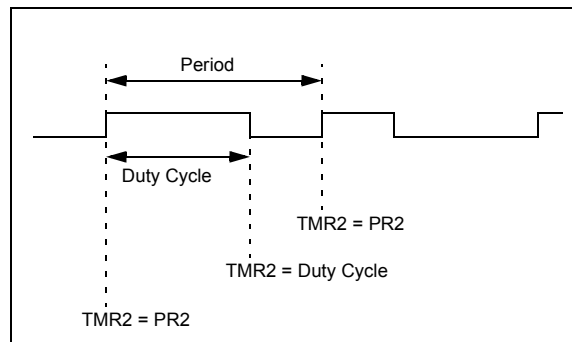 Period
Duty Cycle
TMR2 = PR2
TMR2 = Duty Cycle
TMR2 = PR2